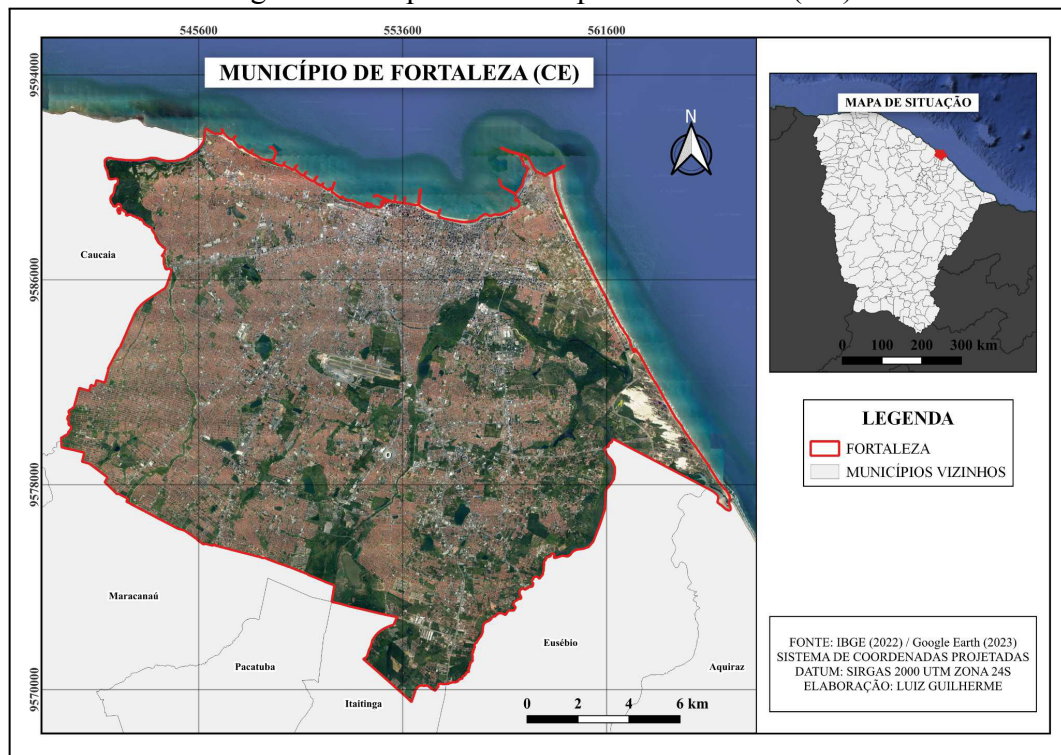 545600
553600
561600
9594000
9586000
9578000
9570000
MUNICÍPIO DE FORTALEZA (CE)
N
Caucaia
Maracanaú
Pacatuba
Itaitinga
Eusébio
Aquiraz
0 2 4 6 km
MAPA DE SITUAÇÃO
0 100 200 300 km
LEGENDA
FORTALEZA
MUNICÍPIOS VIZINHOS
FONTE: IBGE (2022) / Google Earth (2023)
SISTEMA DE COORDENADAS PROJETADAS
DATUM: SIRGAS 2000 UTM ZONA 24S
ELABORAÇÃO: LUIZ GUILHERME